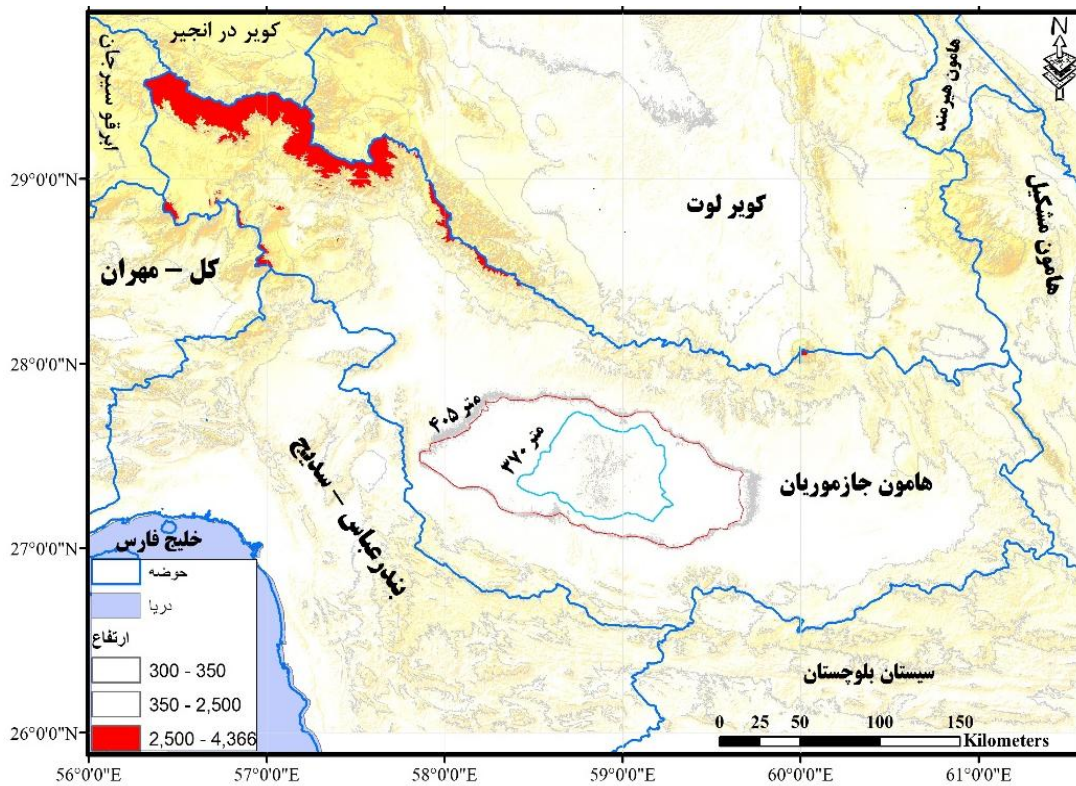 کویر در انجیر
ابرقو سیرجان
هامون هیرمند
N
29°0'0"N
کویر لوت
هامون مشکیل
کل - مهران
28°0'0"N
۴۰۵ متر
۳۷۰ متر
هامون جازموریان
بندرعباس - سدیج
27°0'0"N
خلیج فارس
حوضه
دریا
ارتفاع
300 - 350
350 - 2,500
2,500 - 4,366
سیستان بلوچستان
26°0'0"N
0 25 50 100 150
Kilometers
56°0'0"E 57°0'0"E 58°0'0"E 59°0'0"E 60°0'0"E 61°0'0"E